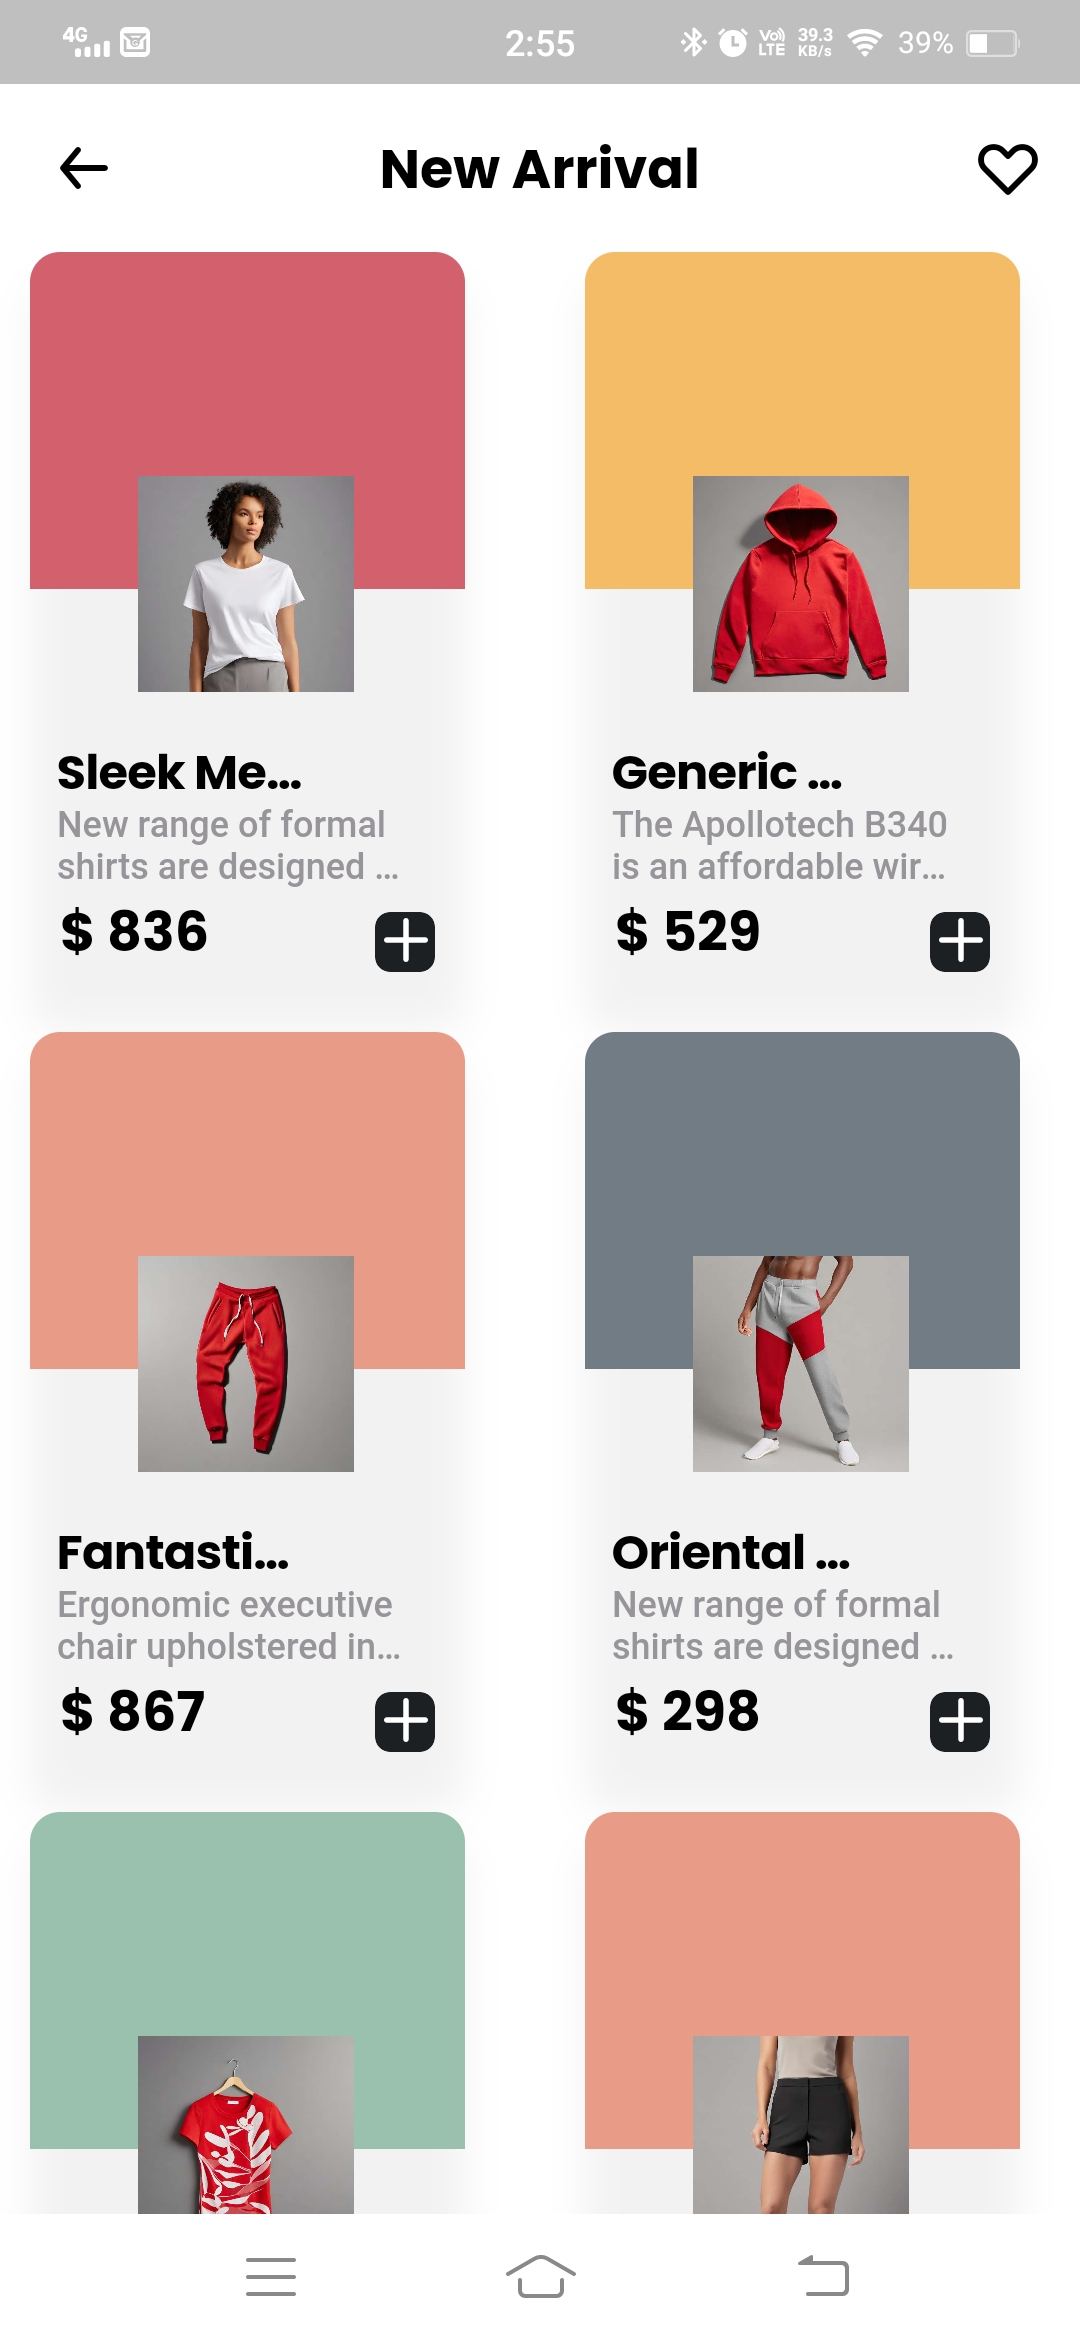 4G
2:55
Vo)) LTE
39.3 KB/s
39%
New Arrival
Sleek Me...
New range of formal
shirts are designed ...
$ 836
Generic ...
The Apollotech B340
is an affordable wir...
$ 529
Fantasti...
Ergonomic executive
chair upholstered in...
$ 867
Oriental ...
New range of formal
shirts are designed ...
$ 298